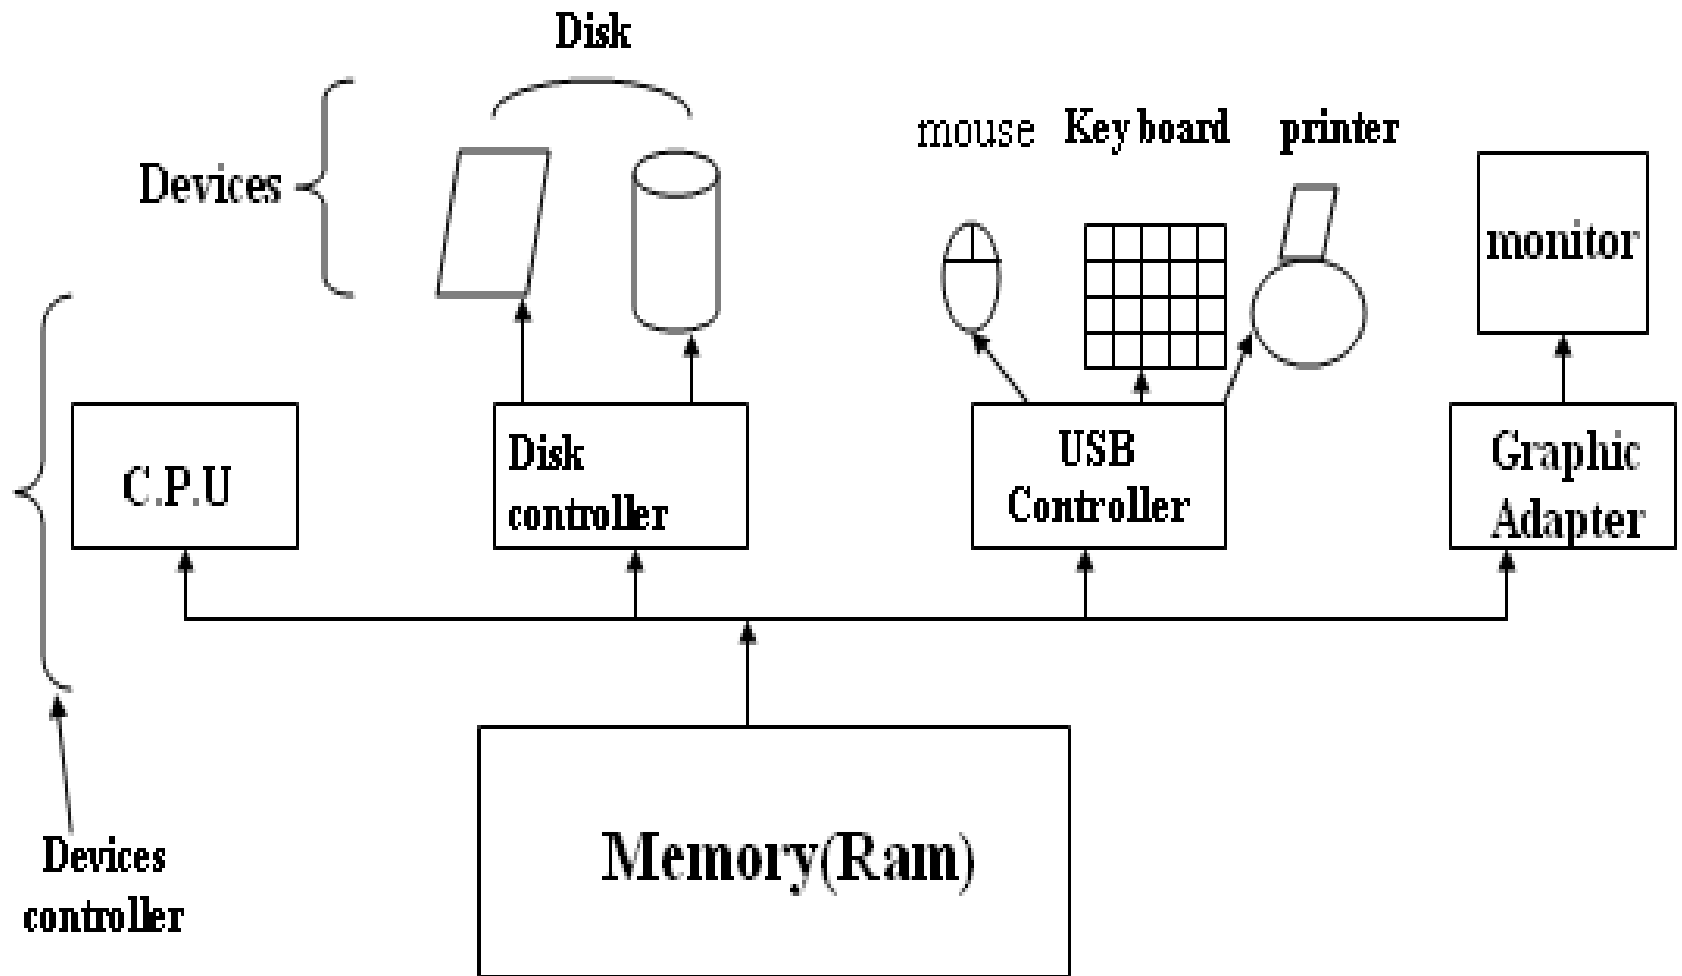 Disk
mouse Key board printer
Devices
monitor
C.P.U
Disk
controller
USB
Controller
Graphic
Adapter
Memory(Ram)
Devices
controller